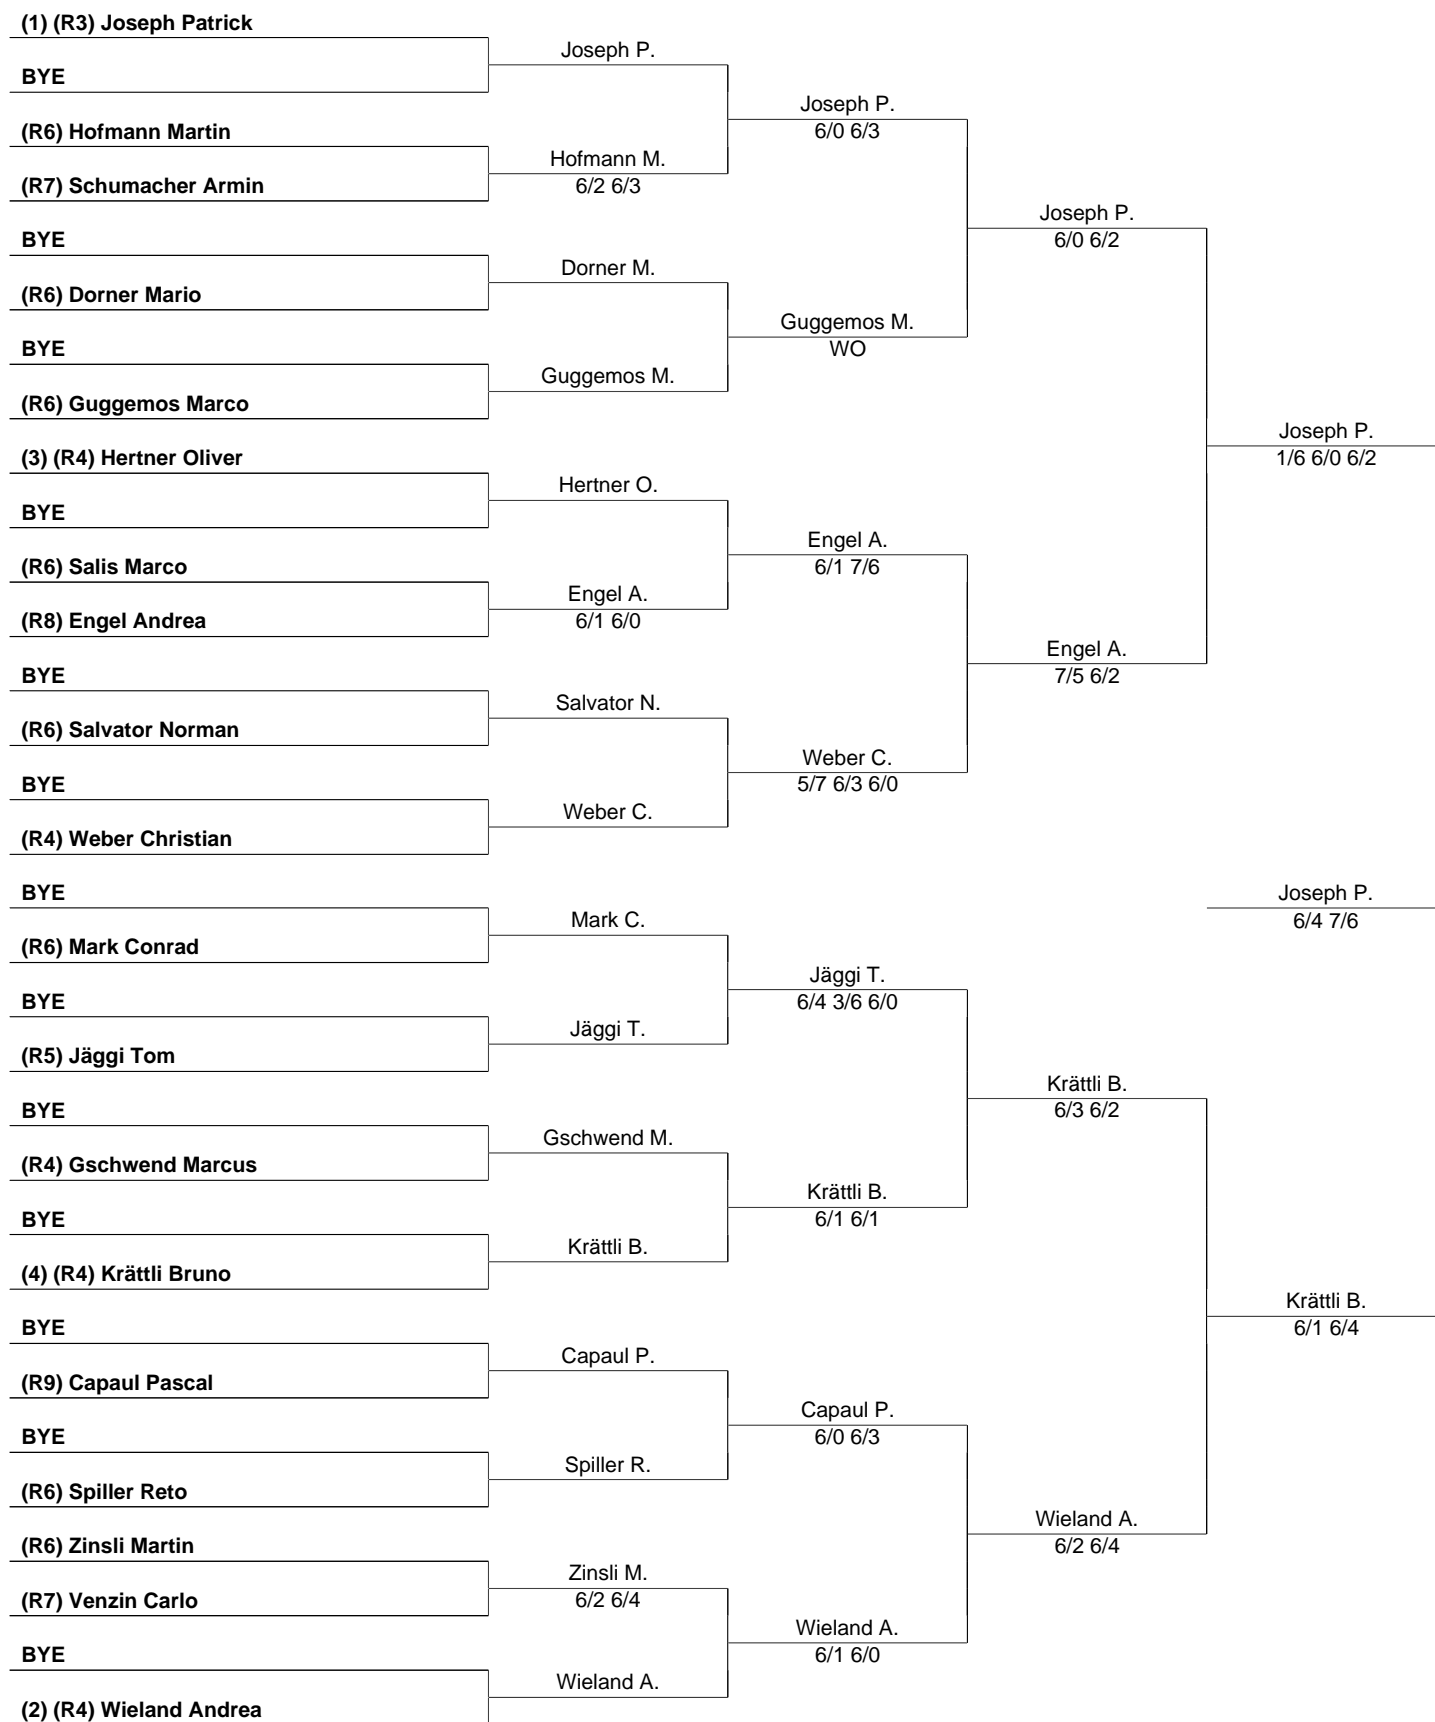 (1) (R3) Joseph Patrick
BYE
(R6) Hofmann Martin
(R7) Schumacher Armin
BYE
(R6) Dorner Mario
BYE
(R6) Guggemos Marco
(3) (R4) Hertner Oliver
BYE
(R6) Salis Marco
(R8) Engel Andrea
BYE
(R6) Salvator Norman
BYE
(R4) Weber Christian
BYE
(R6) Mark Conrad
BYE
(R5) Jäggi Tom
BYE
(R4) Gschwend Marcus
BYE
(4) (R4) Krättli Bruno
BYE
(R9) Capaul Pascal
BYE
(R6) Spiller Reto
(R6) Zinsli Martin
(R7) Venzin Carlo
BYE
(2) (R4) Wieland Andrea
Joseph P.
Hofmann M.
6/2 6/3
Dorner M.
Guggemos M.
Hertner O.
Engel A.
6/1 6/0
Salvator N.
Weber C.
Mark C.
Jäggi T.
Gschwend M.
Krättli B.
Capaul P.
Spiller R.
Zinsli M.
6/2 6/4
Wieland A.
Joseph P.
6/0 6/3
Guggemos M.
WO
Engel A.
6/1 7/6
Weber C.
5/7 6/3 6/0
Jäggi T.
6/4 3/6 6/0
Krättli B.
6/1 6/1
Capaul P.
6/0 6/3
Wieland A.
6/1 6/0
Joseph P.
6/0 6/2
Engel A.
7/5 6/2
Krättli B.
6/3 6/2
Wieland A.
6/2 6/4
Joseph P.
1/6 6/0 6/2
Joseph P.
6/4 7/6
Krättli B.
6/1 6/4